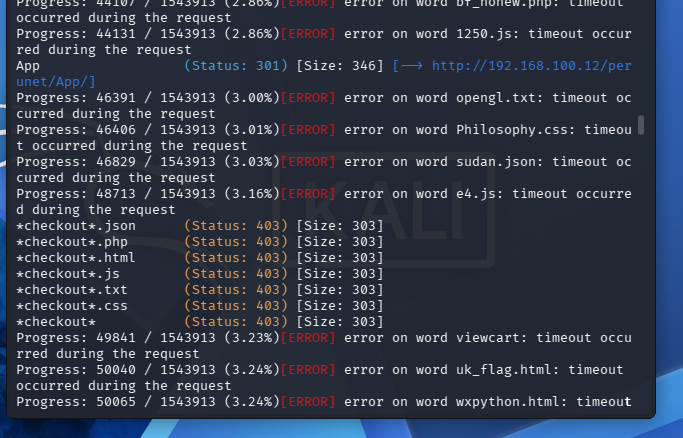 Progress: 44107 / 1543913 (2.86%)[ERROR] error on word bf_nonew.php: timeout
occurred during the request
Progress: 44131 / 1543913 (2.86%)[ERROR] error on word 1250.js: timeout occur
red during the request
App (Status: 301) [Size: 346] [--> http://192.168.100.12/per
unet/App/]
Progress: 46391 / 1543913 (3.00%)[ERROR] error on word opengl.txt: timeout oc
curred during the request
Progress: 46406 / 1543913 (3.01%)[ERROR] error on word Philosophy.css: timeou
t occurred during the request
Progress: 46829 / 1543913 (3.03%)[ERROR] error on word sudan.json: timeout oc
curred during the request
Progress: 48713 / 1543913 (3.16%)[ERROR] error on word e4.js: timeout occurre
d during the request
*checkout*.json (Status: 403) [Size: 303]
*checkout*.php (Status: 403) [Size: 303]
*checkout*.html (Status: 403) [Size: 303]
*checkout*.js (Status: 403) [Size: 303]
*checkout*.txt (Status: 403) [Size: 303]
*checkout*.css (Status: 403) [Size: 303]
*checkout* (Status: 403) [Size: 303]
Progress: 49841 / 1543913 (3.23%)[ERROR] error on word viewcart: timeout occu
rred during the request
Progress: 50040 / 1543913 (3.24%)[ERROR] error on word uk_flag.html: timeout
occurred during the request
Progress: 50065 / 1543913 (3.24%)[ERROR] error on word wxpython.html: timeout
KALI